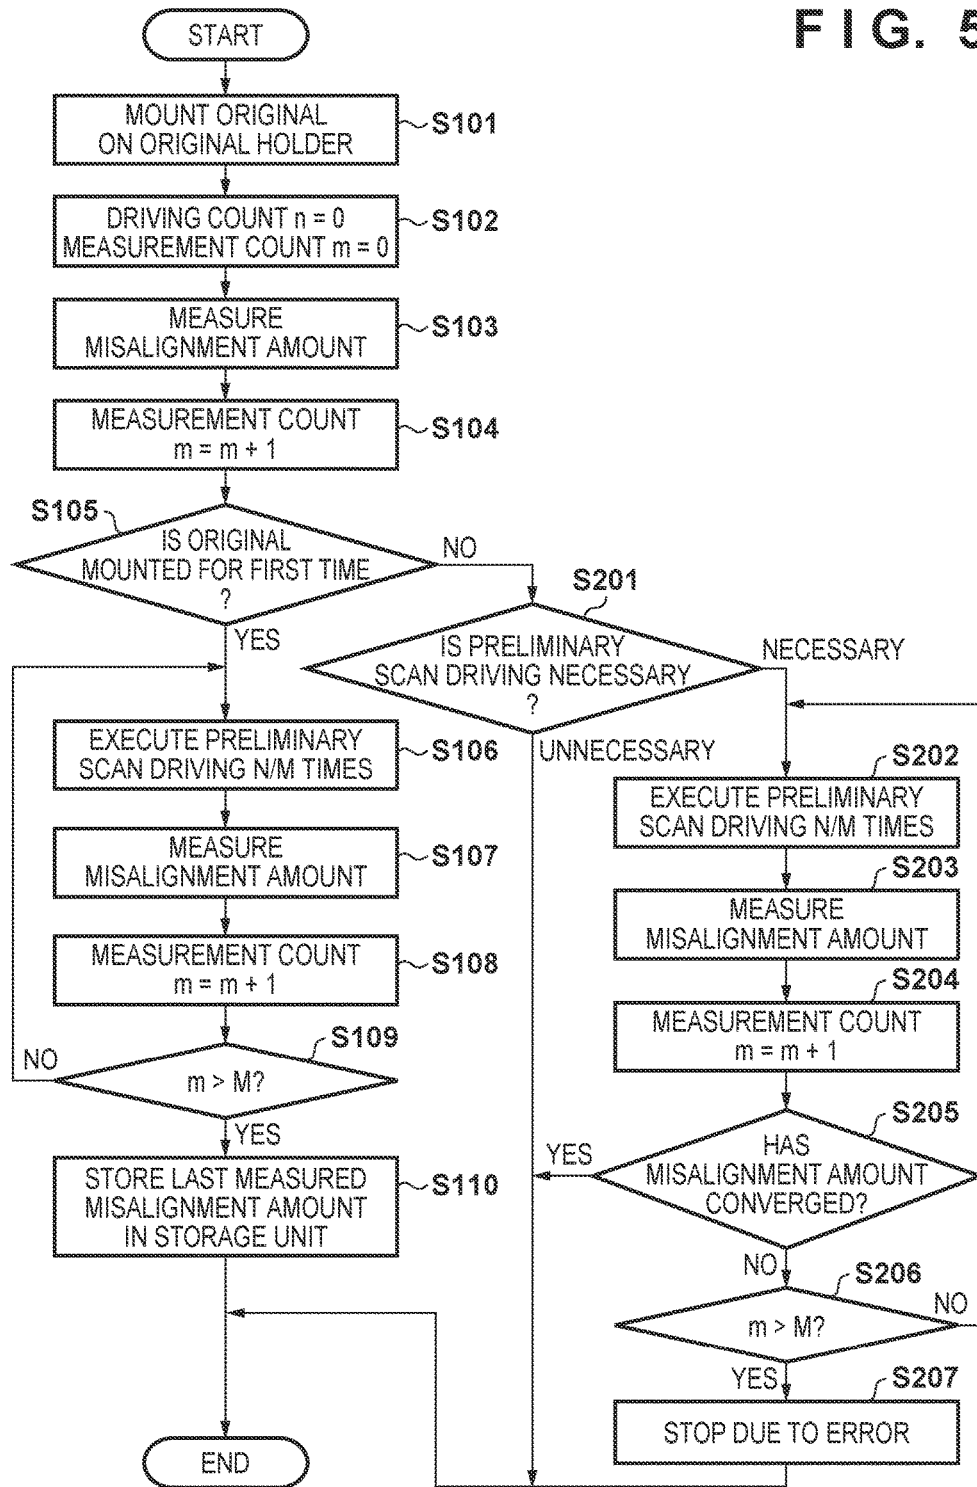 FIG. 5
START
MOUNT ORIGINAL
ON ORIGINAL HOLDER
S101
DRIVING COUNT n = 0
MEASUREMENT COUNT m = 0
S102
MEASURE
MISALIGNMENT AMOUNT
S103
MEASUREMENT COUNT
m = m + 1
S104
S105
IS ORIGINAL
MOUNTED FOR FIRST TIME
?
NO
YES
S201
IS PRELIMINARY
SCAN DRIVING NECESSARY
?
NECESSARY
UNNECESSARY
EXECUTE PRELIMINARY
SCAN DRIVING N/M TIMES
S106
MEASURE
MISALIGNMENT AMOUNT
S107
MEASUREMENT COUNT
m = m + 1
S108
S109
m > M?
NO
YES
STORE LAST MEASURED
MISALIGNMENT AMOUNT
IN STORAGE UNIT
S110
S202
EXECUTE PRELIMINARY
SCAN DRIVING N/M TIMES
S203
MEASURE
MISALIGNMENT AMOUNT
S204
MEASUREMENT COUNT
m = m + 1
S205
HAS
MISALIGNMENT AMOUNT
CONVERGED?
YES
NO
S206
m > M?
NO
YES
S207
STOP DUE TO ERROR
END